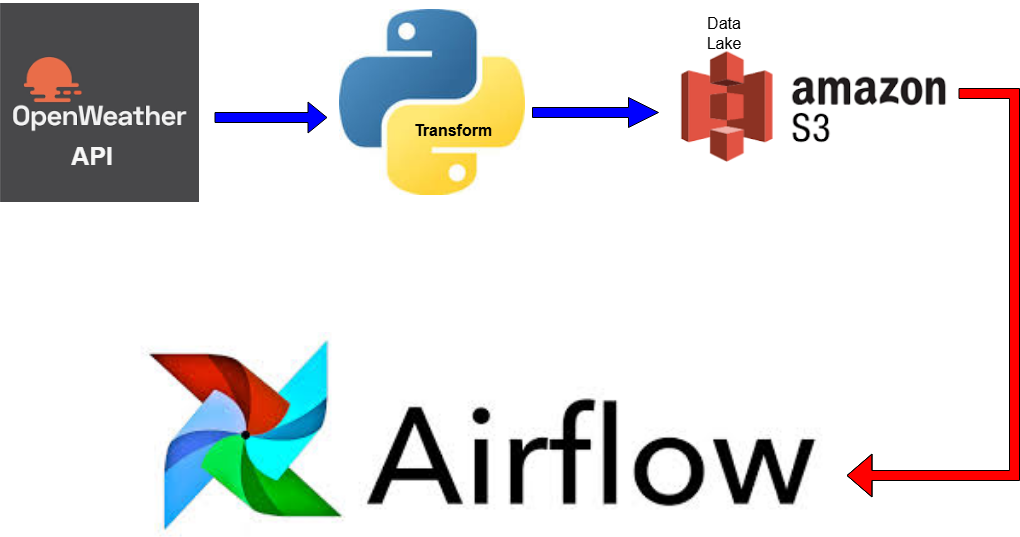 OpenWeather
API
Transform
Data
Lake
amazon
S3
Airflow